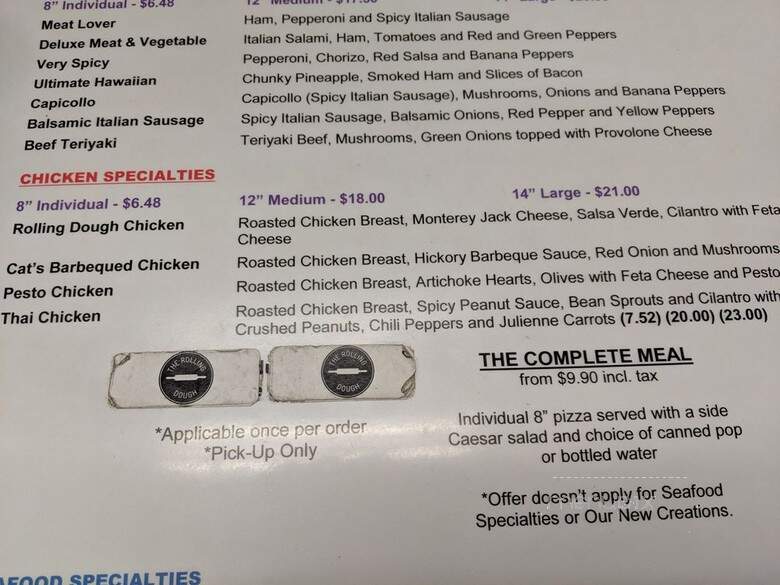 8" Individual - $6.48 12" Medium
Meat Lover Ham, Pepperoni and Spicy Italian Sausage
Deluxe Meat & Vegetable Italian Salami, Ham, Tomatoes and Red and Green Peppers
Very Spicy Pepperoni, Chorizo, Red Salsa and Banana Peppers
Ultimate Hawaiian Chunky Pineapple, Smoked Ham and Slices of Bacon
Capicollo Capicollo (Spicy Italian Sausage), Mushrooms, Onions and Banana Peppers
Balsamic Italian Sausage Spicy Italian Sausage, Balsamic Onions, Red Pepper and Yellow Peppers
Beef Teriyaki Teriyaki Beef, Mushrooms, Green Onions topped with Provolone Cheese
CHICKEN SPECIALTIES
8" Individual - $6.48 12" Medium - $18.00 14" Large - $21.00
Rolling Dough Chicken Roasted Chicken Breast, Monterey Jack Cheese, Salsa Verde, Cilantro with Feta
Cheese
Cat's Barbequed Chicken Roasted Chicken Breast, Hickory Barbeque Sauce, Red Onion and Mushrooms
Pesto Chicken Roasted Chicken Breast, Artichoke Hearts, Olives with Feta Cheese and Pesto
Thai Chicken Roasted Chicken Breast, Spicy Peanut Sauce, Bean Sprouts and Cilantro with
Crushed Peanuts, Chili Peppers and Julienne Carrots (7.52) (20.00) (23.00)
THE ROLLING
DOUGH
THE ROLLING
DOUGH
*Applicable once per order
*Pick-Up Only
THE COMPLETE MEAL
from $9.90 incl. tax
Individual 8" pizza served with a side
Caesar salad and choice of canned pop
or bottled water
*Offer doesn't apply for Seafood
Specialties or Our New Creations.
AFOOD SPECIALTIES